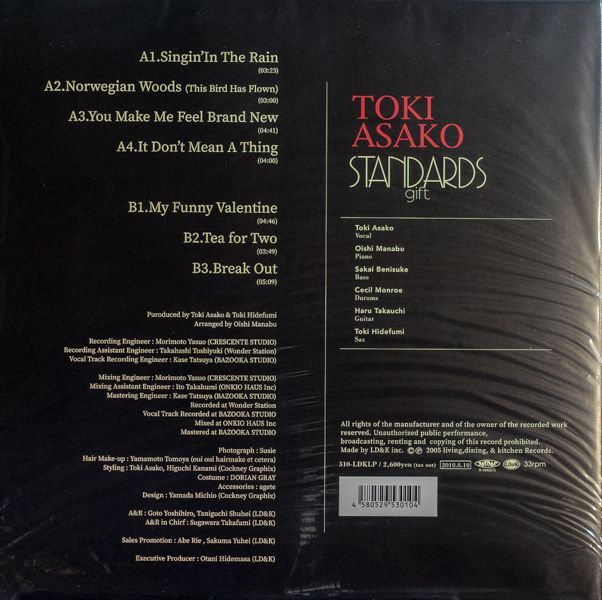 A1.Singin'In The Rain
(03:23)
A2.Norwegian Woods (This Bird Has Flown)
(03:00)
A3.You Make Me Feel Brand New
(04:41)
A4.It Don't Mean A Thing
(04:00)
B1.My Funny Valentine
(04:46)
B2.Tea for Two
(03:49)
B3.Break Out
(05:09)
Puroduced by Toki Asako & Toki Hidefumi
Arranged by Oishi Manabu
Recording Engineer : Morimoto Yasuo (CRESCENTE STUDIO)
Recording Assistant Engineer : Takahashi Toshiyuki (Wonder Station)
Vocal Track Recording Engineer : Kase Tatsuya (BAZOOKA STUDIO)
Mixing Engineer : Morimoto Yasuo (CRESCENTE STUDIO)
Mixing Assistant Engineer : Ito Takahumi (ONKIO HAUS Inc)
Mastering Engineer : Kase Tatsuya (BAZOOKA STUDIO)
Recorded at Wonder Station
Vocal Track Recorded at BAZOOKA STUDIO
Mixed at ONKIO HAUS Inc
Mastered at BAZOOKA STUDIO
Photograph : Susie
Hair Make-up : Yamamoto Tomoya (oui oui hairmake et cetera)
Styling : Toki Asako, Higuchi Kanami (Cockney Graphix)
Costume : DORIAN GRAY
Accessories : agete
Design : Yamada Michio (Cockney Graphix)
A&R : Goto Yoshihiro, Taniguchi Shuhei (LD&K)
A&R in Chirf : Sugawara Takafumi (LD&K)
Sales Promotion : Abe Rie , Sakuma Yuhei (LD&K)
Executive Producer : Otani Hidemasa (LD&K)
TOKI
ASAKO
STANDARDS
gift
Toki Asako
Vocal
Oishi Manabu
Piano
Sakai Benisuke
Bass
Cecil Monroe
Durums
Haru Takauchi
Guitar
Toki Hidefumi
Sax
All rights of the manufacturer and of the owner of the recorded work
reserved. Unauthorized public performance,
broadcasting, renting and copying of this record prohibited.
Made by LD&K inc. ©Ⓟ 2005 living,dining, & kitchen Records.
310-LDKLP / 2,600yen (tax out) 2019.6.19 33rpm
4 580529 530104